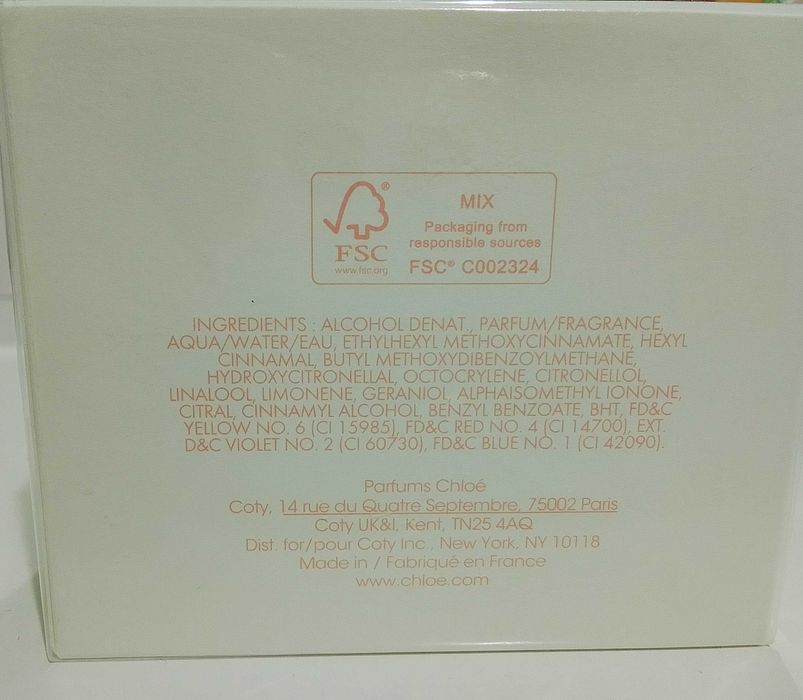 ®
FSC
www.fsc.org
MIX
Packaging from
responsible sources
FSC® C002324
INGREDIENTS : ALCOHOL DENAT., PARFUM/FRAGRANCE,
AQUA/WATER/EAU, ETHYLHEXYL METHOXYCINNAMATE, HEXYL
CINNAMAL, BUTYL METHOXYDIBENZOYLMETHANE,
HYDROXYCITRONELLAL, OCTOCRYLENE, CITRONELLOL,
LINALOOL, LIMONENE, GERANIOL, ALPHAISOMETHYL IONONE,
CITRAL, CINNAMYL ALCOHOL, BENZYL BENZOATE, BHT, FD&C
YELLOW NO. 6 (CI 15985), FD&C RED NO. 4 (CI 14700), EXT.
D&C VIOLET NO. 2 (CI 60730), FD&C BLUE NO. 1 (CI 42090).
Parfums Chloé
Coty, 14 rue du Quatre Septembre, 75002 Paris
Coty UK&I, Kent, TN25 4AQ
Dist. for/pour Coty Inc., New York, NY 10118
Made in / Fabriqué en France
www.chloe.com